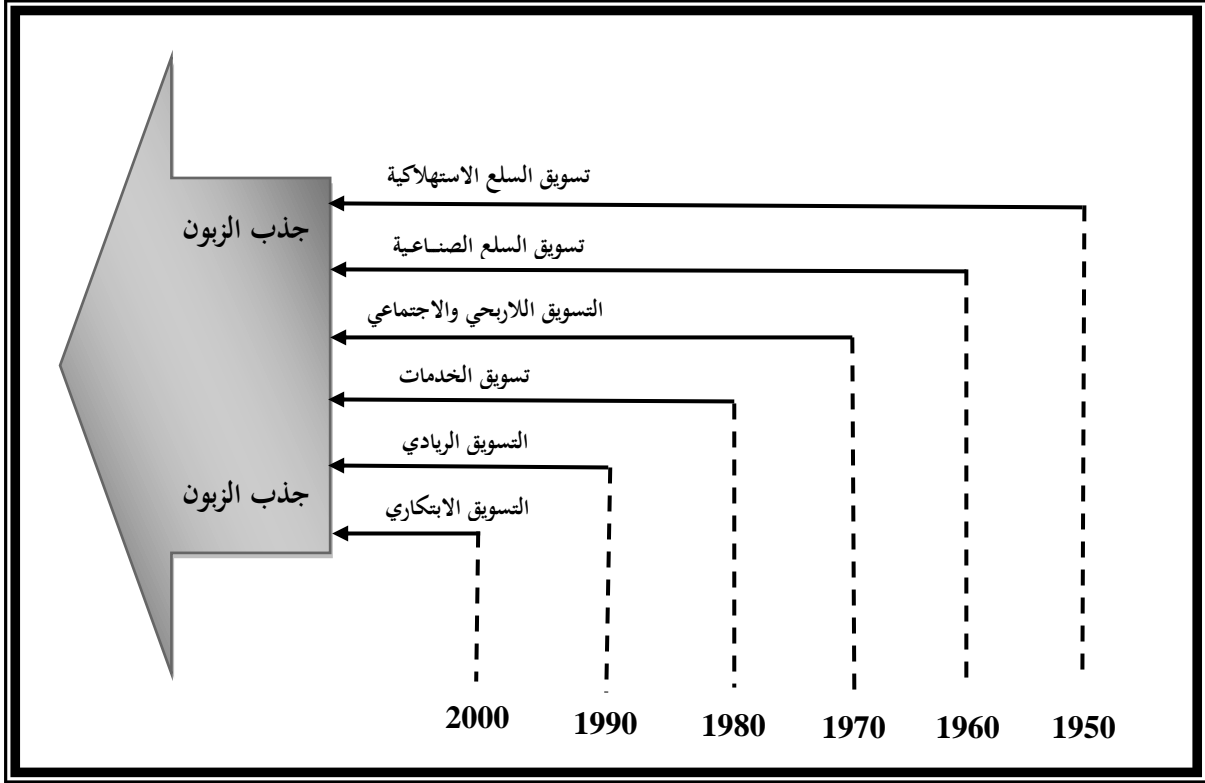 تسويق السلع الاستهلاكية
جذب الزبون
تسويق السلع الصناعية
التسويق اللاربحي والاجتماعي
تسويق الخدمات
التسويق الريادي
جذب الزبون
التسويق الابتكاري
1950
1960
1970
1980
1990
2000